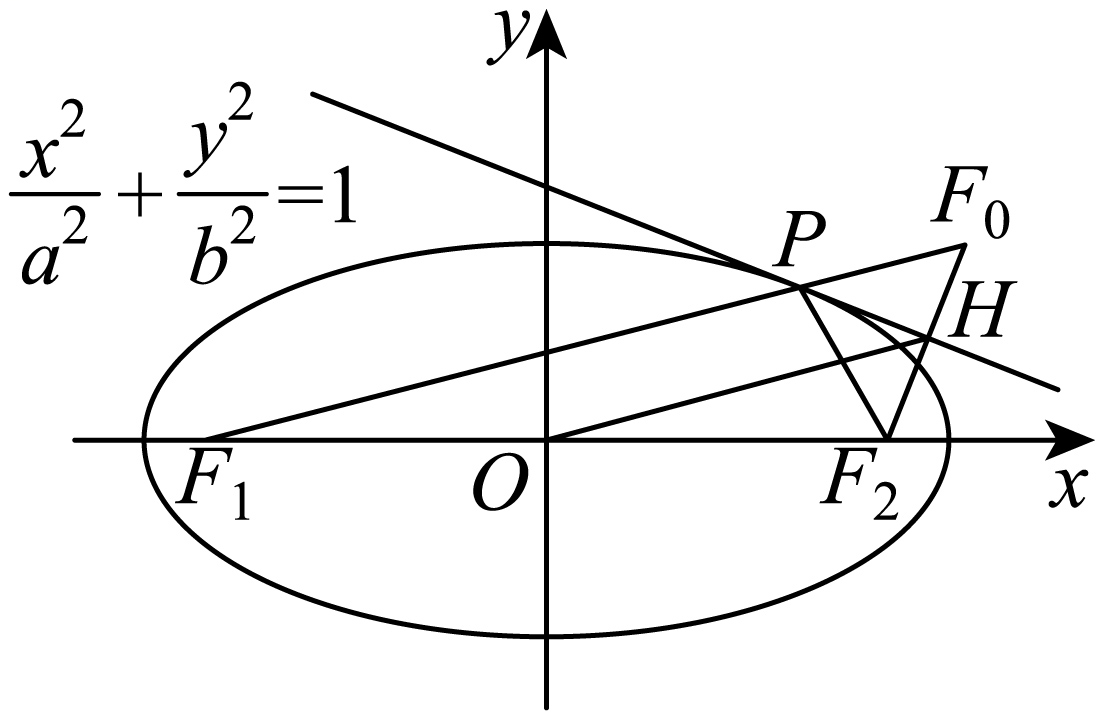 y
x²/a² + y²/b² =1
F₀
P
H
F₁
O
F₂
x